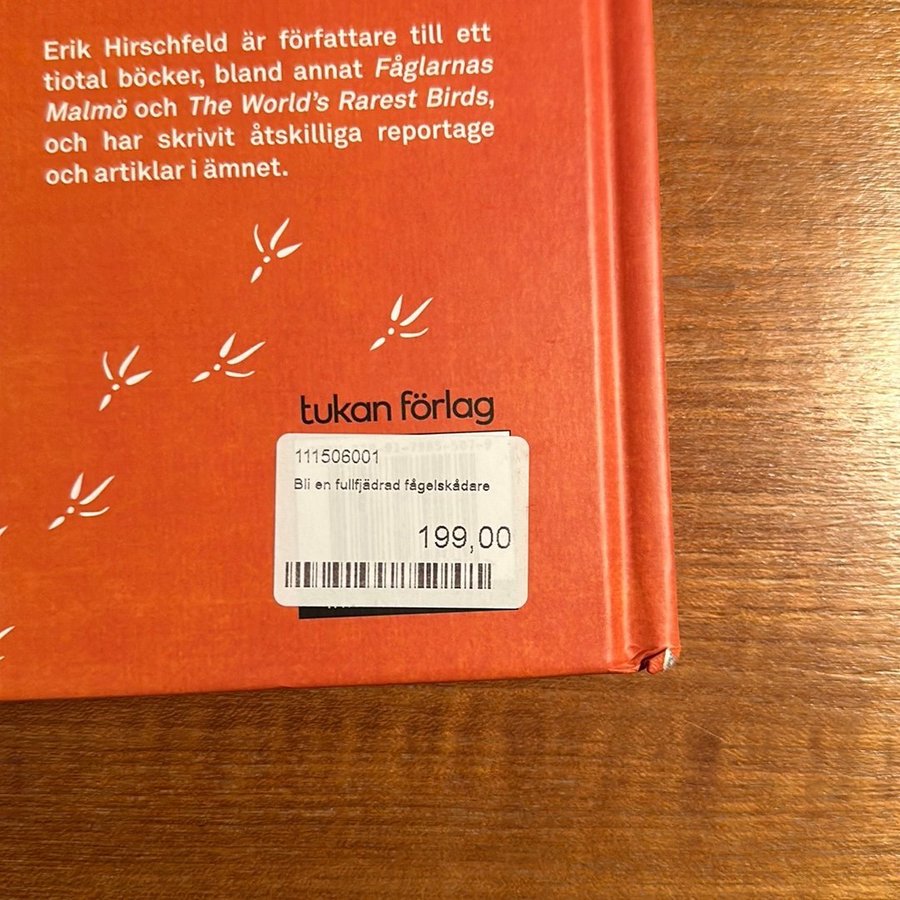 Erik Hirschfeld är författare till ett
tiotal böcker, bland annat Fåglarnas
Malmö och The World's Rarest Birds,
och har skrivit åtskilliga reportage
och artiklar i ämnet.
tukan förlag
111506001
Bli en fullfjädrad fågelskådare
199,00